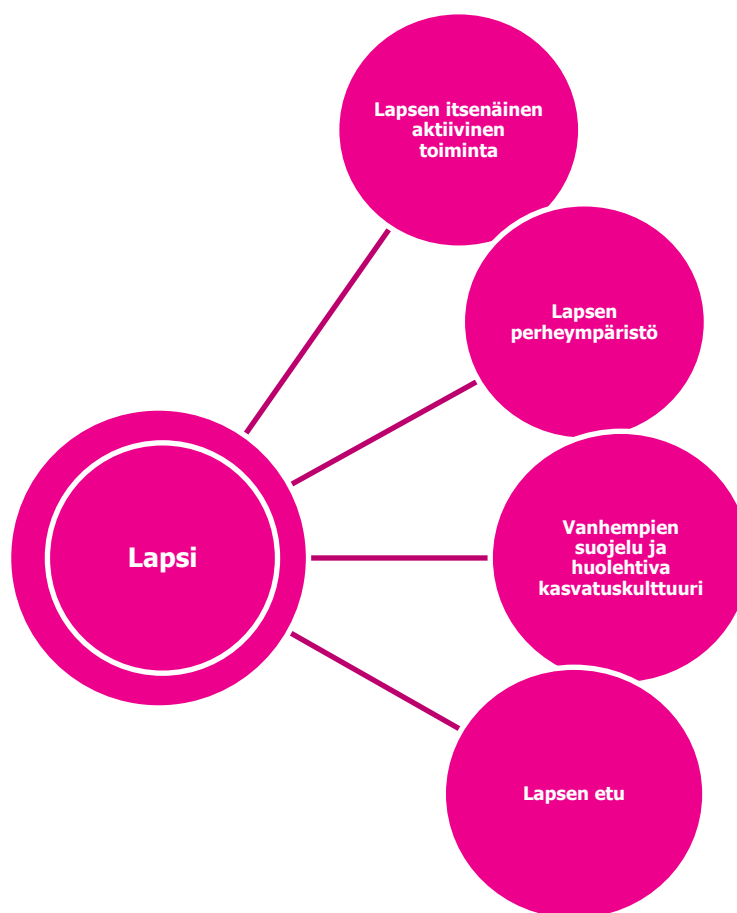 Lapsen itsenäinen
aktiivinen
toiminta
Lapsen
perheympäristö
Vanhempien
suojelu ja
huolehtiva
kasvatuskulttuuri
Lapsi
Lapsen etu